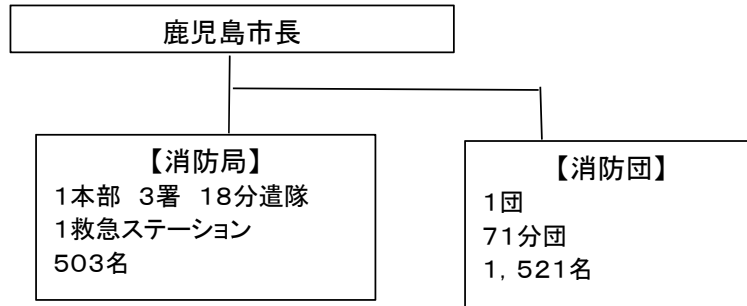 鹿児島市長
【消防局】
1本部 3署 18分遣隊
1救急ステーション
503名
【消防団】
1団
71分団
1,521名